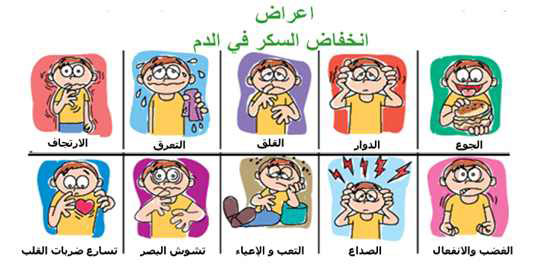 اعراض
انخفاض السكر في الدم
الجوع
الدوار
القلق
التعرق
الارتجاف
الغضب والانفعال
الصداع
التعب و الإعياء
تشوش البصر
تسارع ضربات القلب